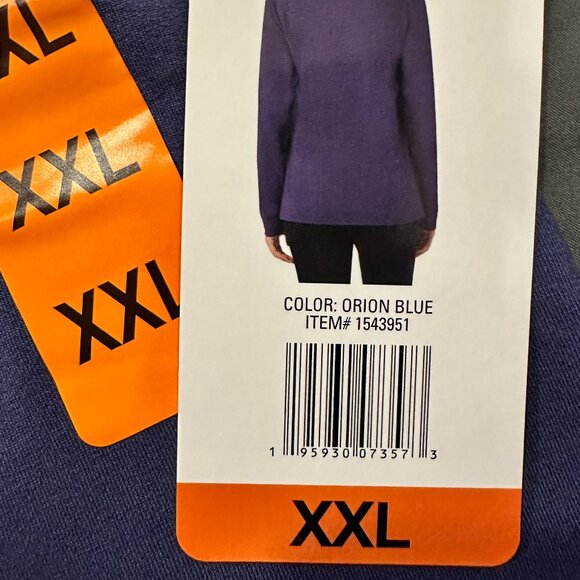 XL
XXL
XXL
COLOR: ORION BLUE
ITEM# 1543951
1 95930 07357 3
XXL